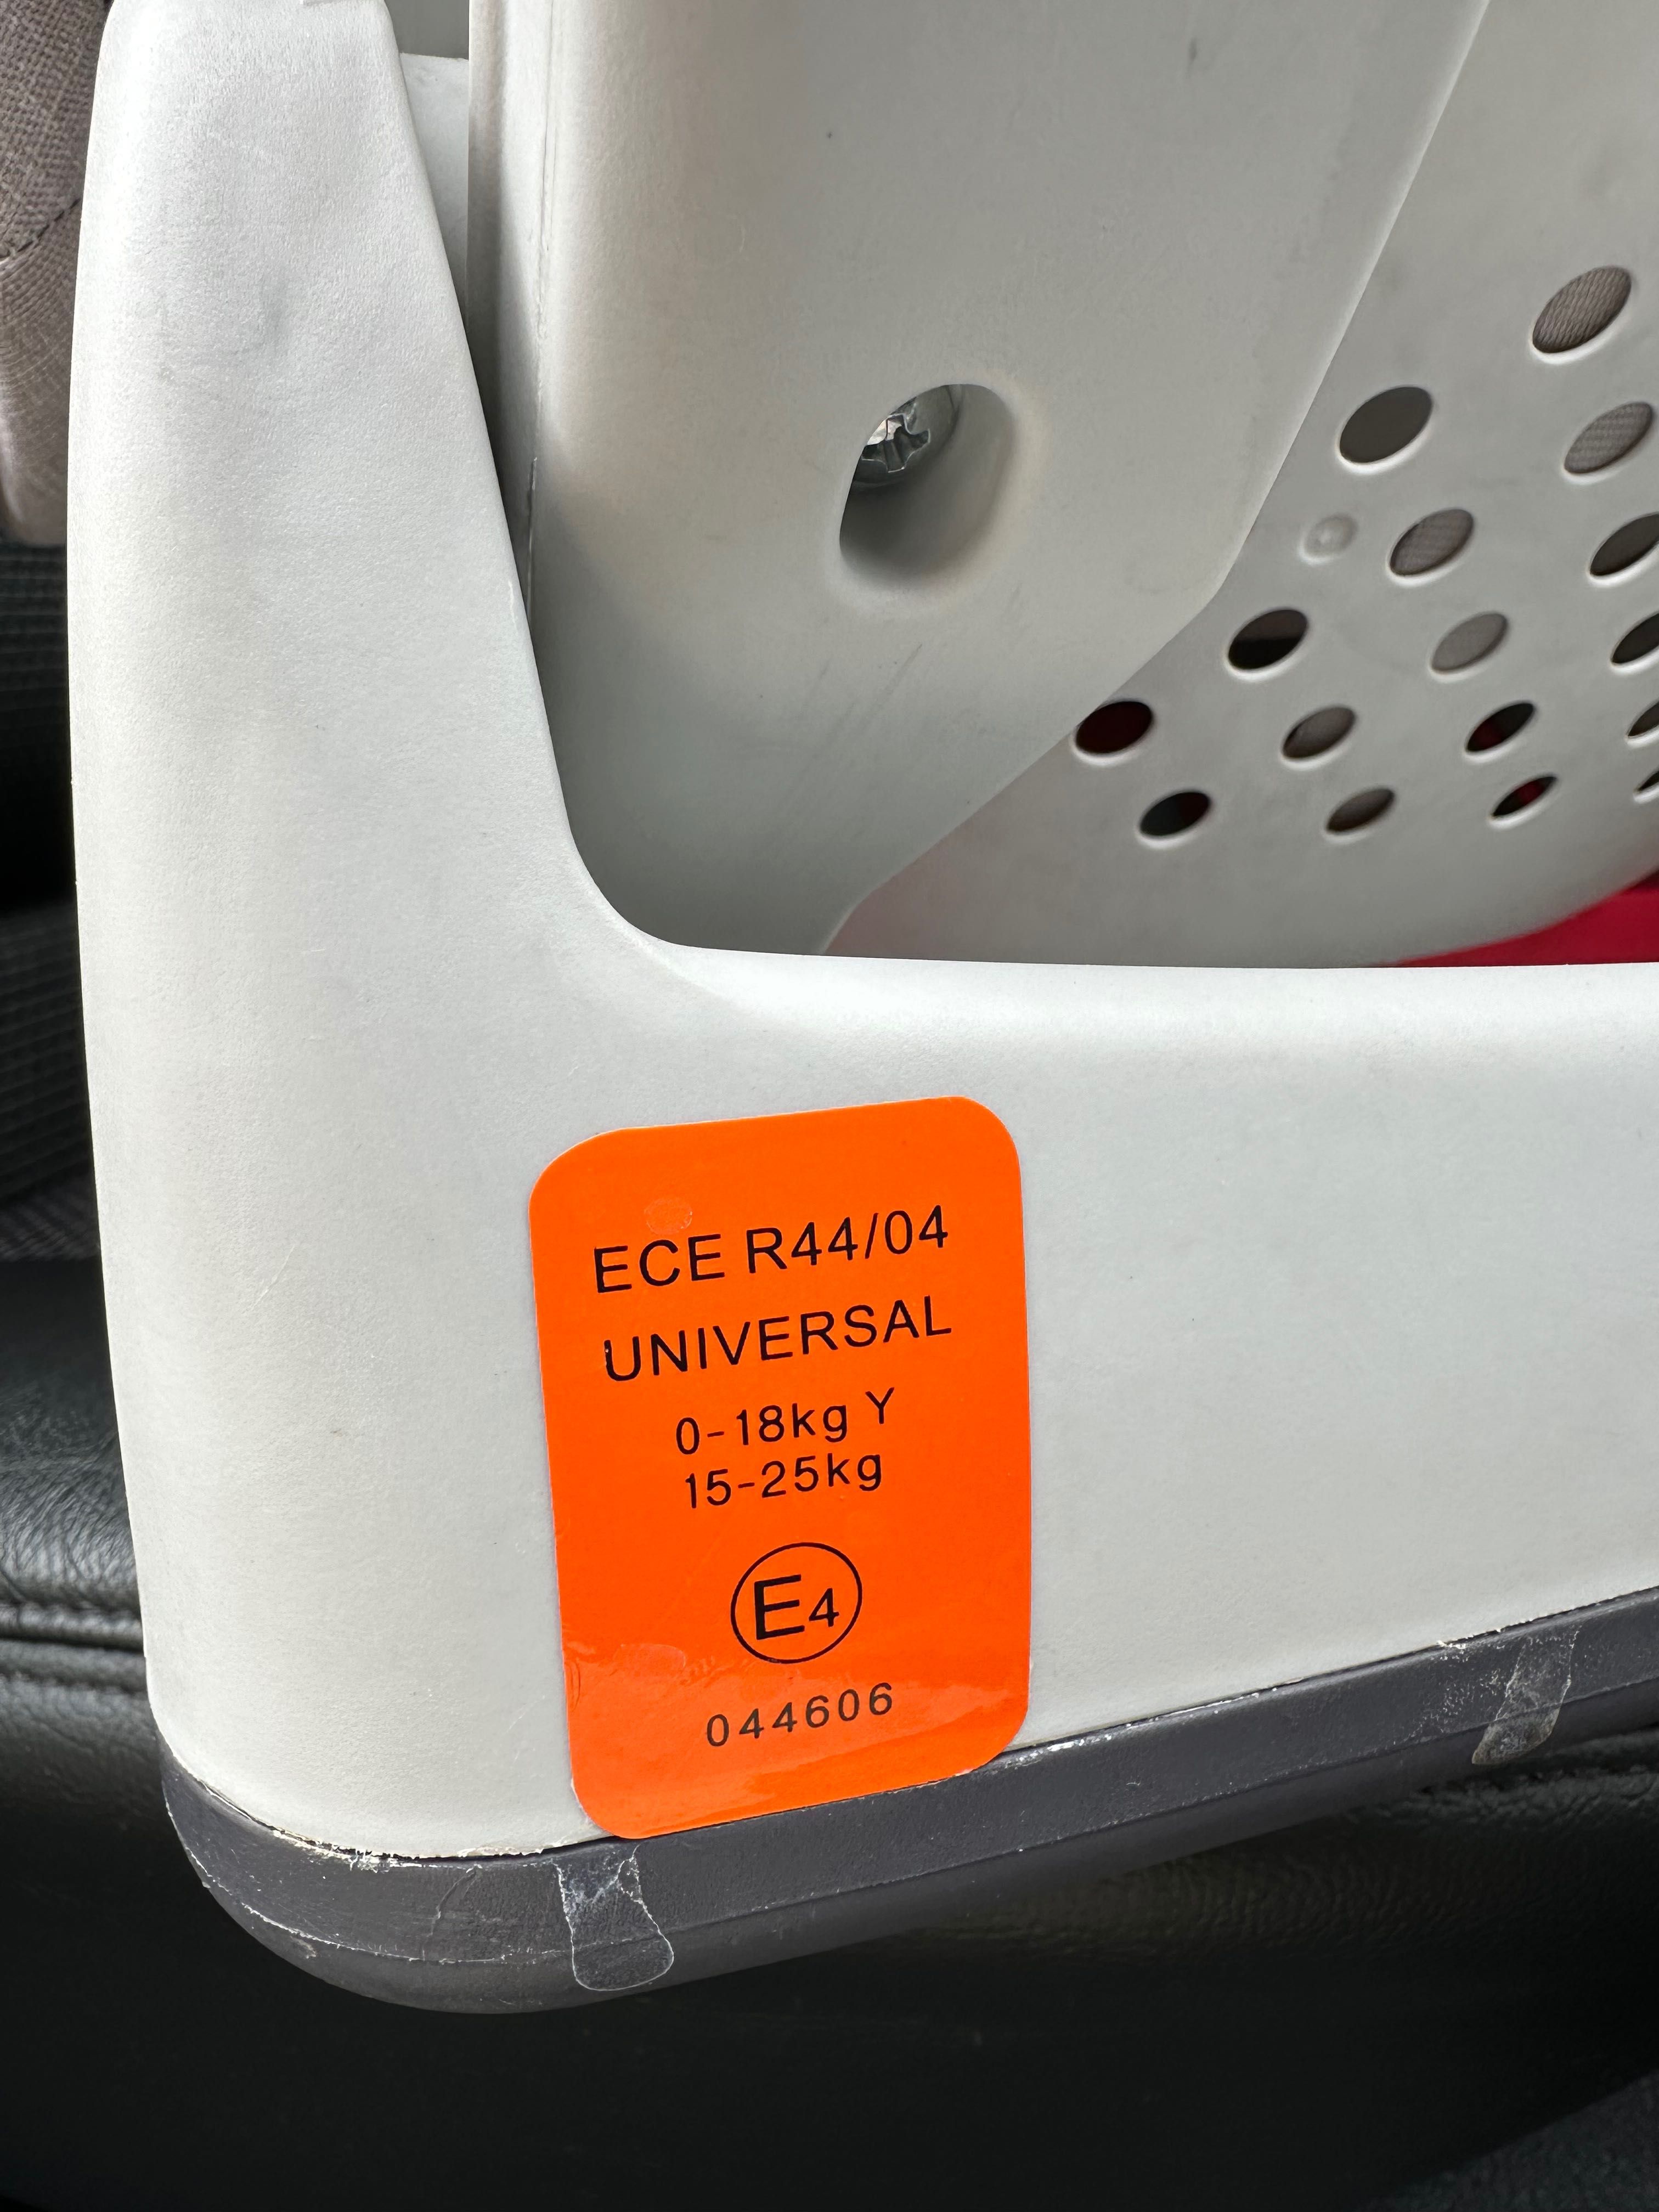 ECE R44/04
UNIVERSAL
0-18kg Y
15-25kg
E4
044606